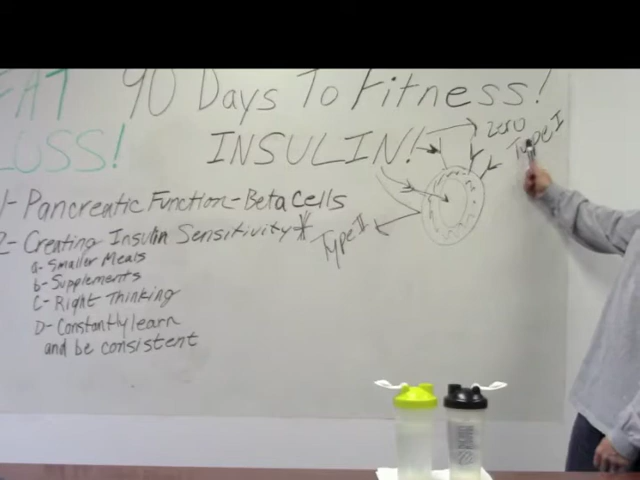 FAT 90 Days To Fitness!
LOSS! INSULIN!
zero
Type I
1- Pancreatic Function - Beta Cells
2- Creating Insulin Sensitivity*
Type II
a- Smaller Meals
b- Supplements
C- Right Thinking
D- Constantly learn
and be consistent